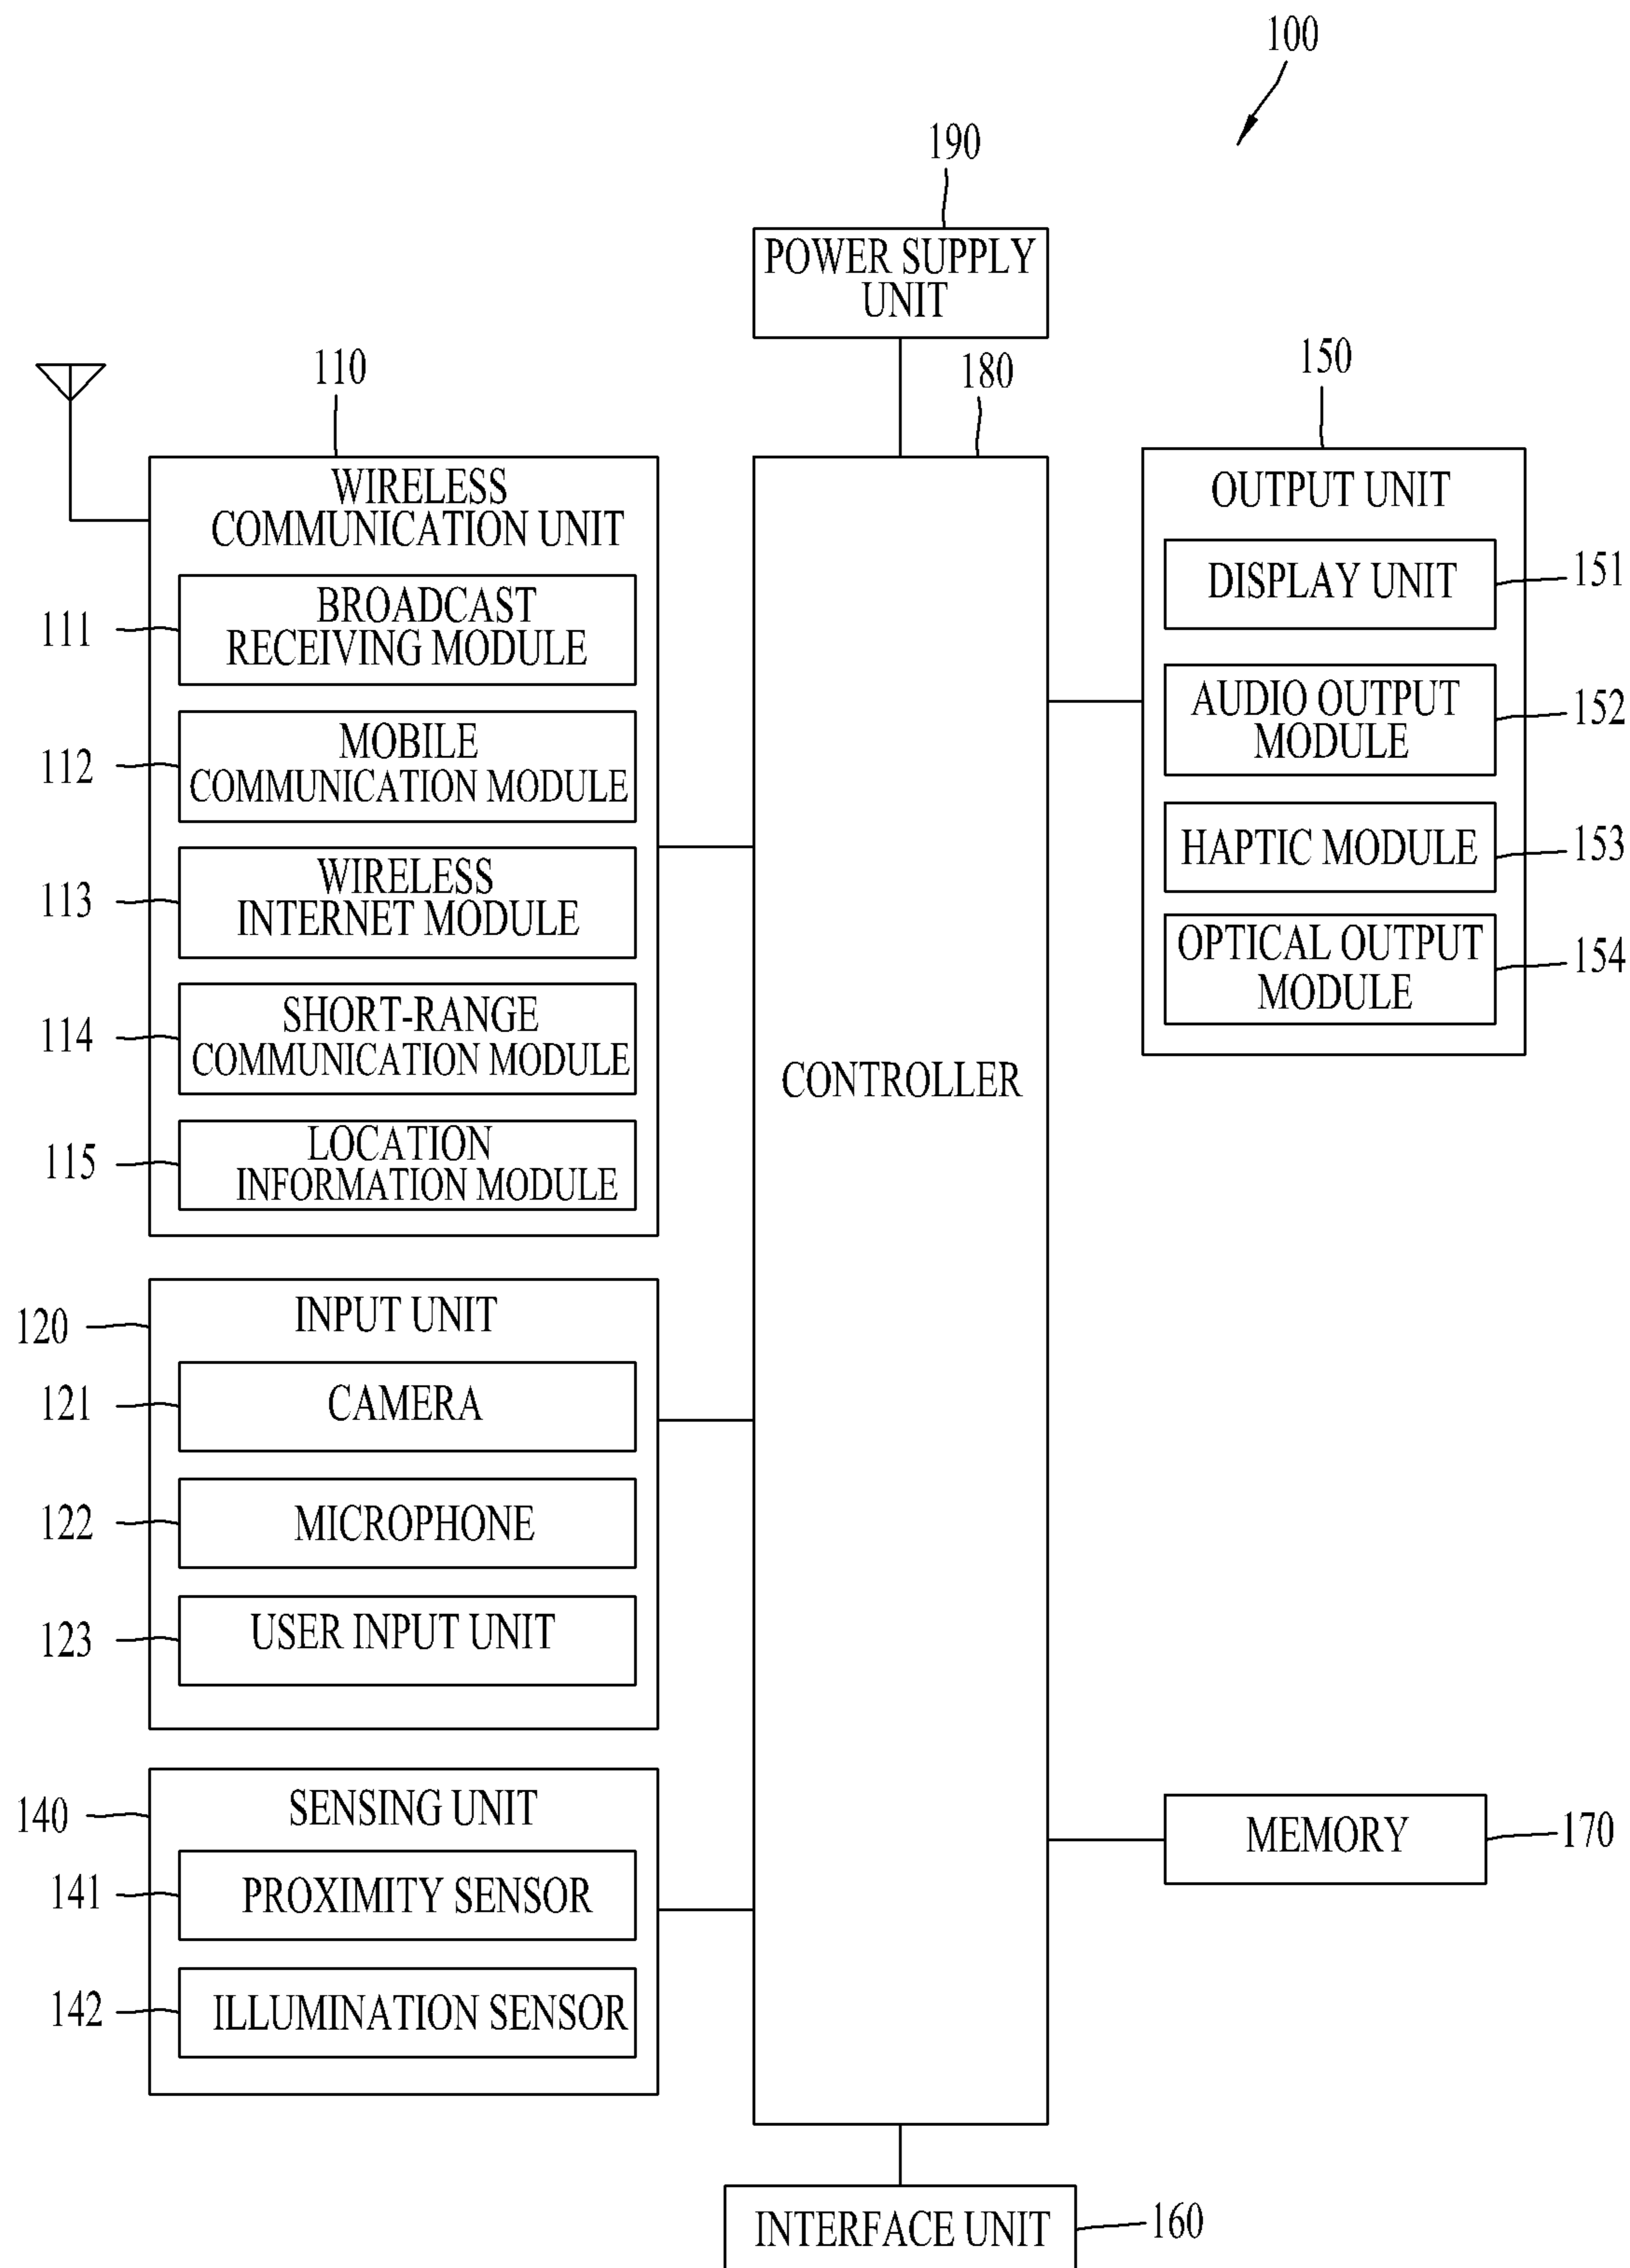 100
190
POWER SUPPLY
UNIT
110
180
150
WIRELESS
COMMUNICATION UNIT
111
BROADCAST
RECEIVING MODULE
112
MOBILE
COMMUNICATION MODULE
113
WIRELESS
INTERNET MODULE
114
SHORT-RANGE
COMMUNICATION MODULE
115
LOCATION
INFORMATION MODULE
120
INPUT UNIT
121
CAMERA
122
MICROPHONE
123
USER INPUT UNIT
140
SENSING UNIT
141
PROXIMITY SENSOR
142
ILLUMINATION SENSOR
CONTROLLER
OUTPUT UNIT
DISPLAY UNIT
151
AUDIO OUTPUT
MODULE
152
HAPTIC MODULE
153
OPTICAL OUTPUT
MODULE
154
MEMORY
170
INTERFACE UNIT
160